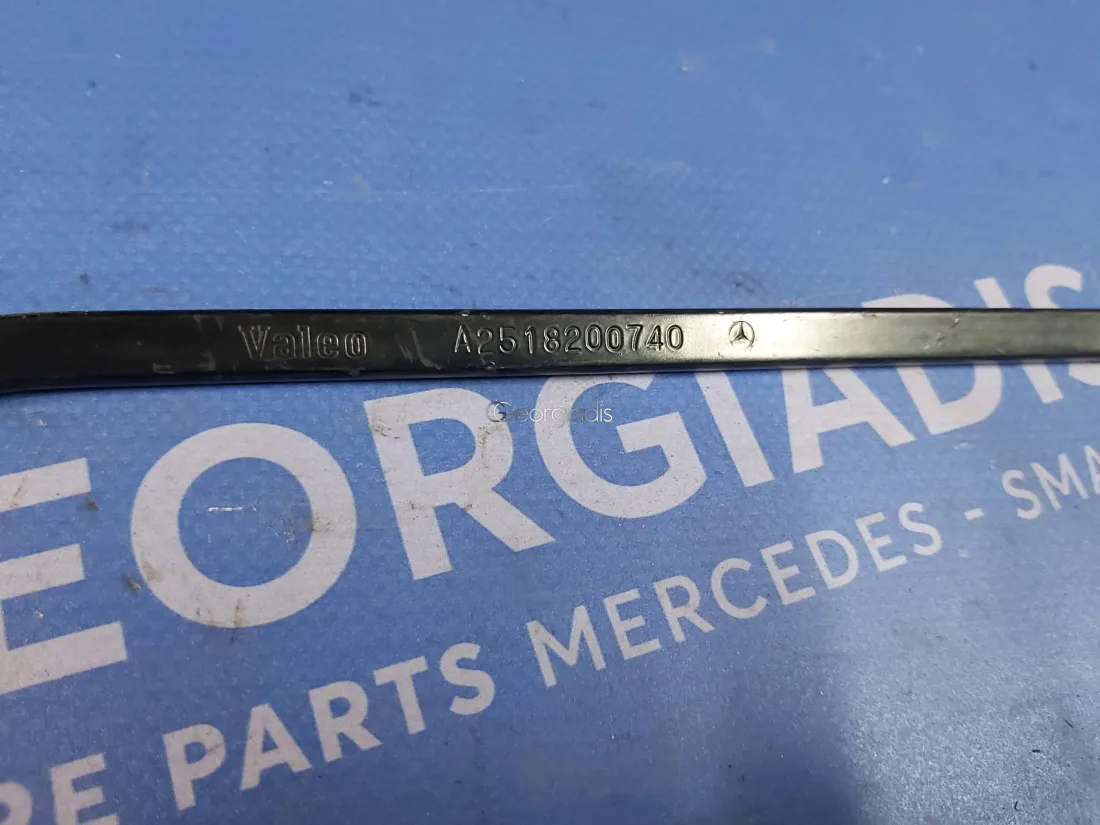 Valeo A2518200740
Georgiadis
EORGIADIS
RE PARTS MERCEDES - SMA